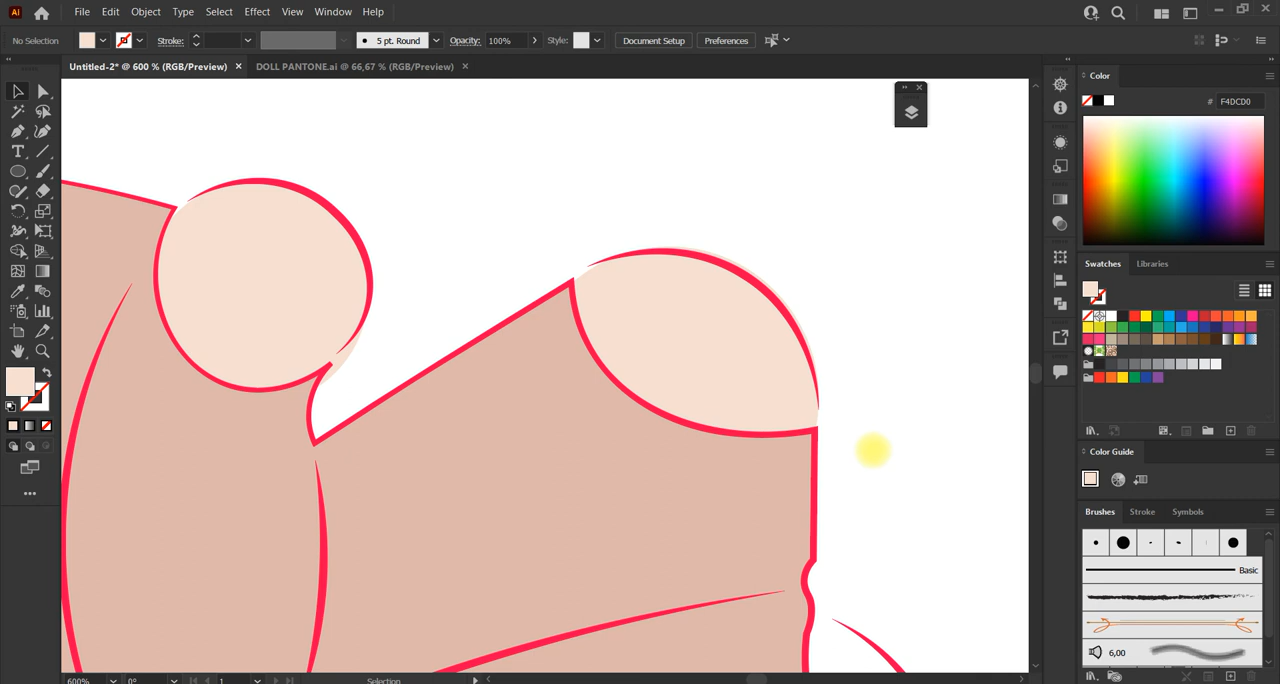 Ai File Edit Object Type Select Effect View Window Help
No Selection Stroke: 5 pt. Round Opacity: 100% Style: Document Setup Preferences
Untitled-2* @ 600 % (RGB/Preview) × DOLL PANTONE.ai @ 66,67 % (RGB/Preview) ×
Color
# F4DCD0
Swatches Libraries
Color Guide
Brushes Stroke Symbols
Basic
6,00
600% 0° 1 Selection